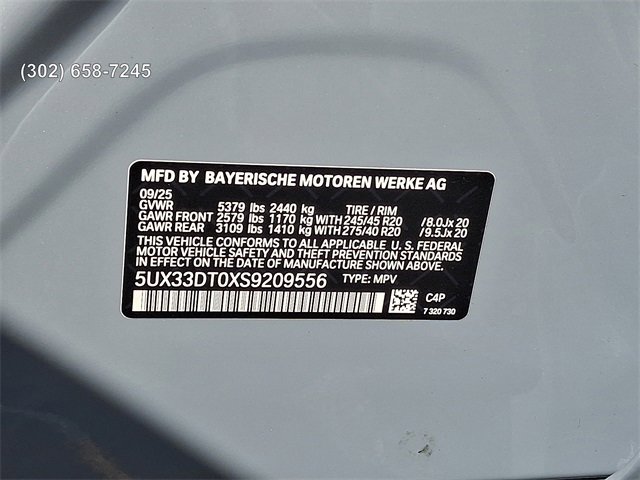 (302) 658-7245
MFD BY BAYERISCHE MOTOREN WERKE AG
09/25
GVWR 5379 lbs 2440 kg TIRE / RIM
GAWR FRONT 2579 lbs 1170 kg WITH 245/45 R20 / 8.0Jx 20
GAWR REAR 3109 lbs 1410 kg WITH 275/40 R20 / 9.5Jx 20
THIS VEHICLE CONFORMS TO ALL APPLICABLE U. S. FEDERAL
MOTOR VEHICLE SAFETY AND THEFT PREVENTION STANDARDS
IN EFFECT ON THE DATE OF MANUFACTURE SHOWN ABOVE.
5UX33DT0XS9209556 TYPE: MPV
C4P
7 320 730